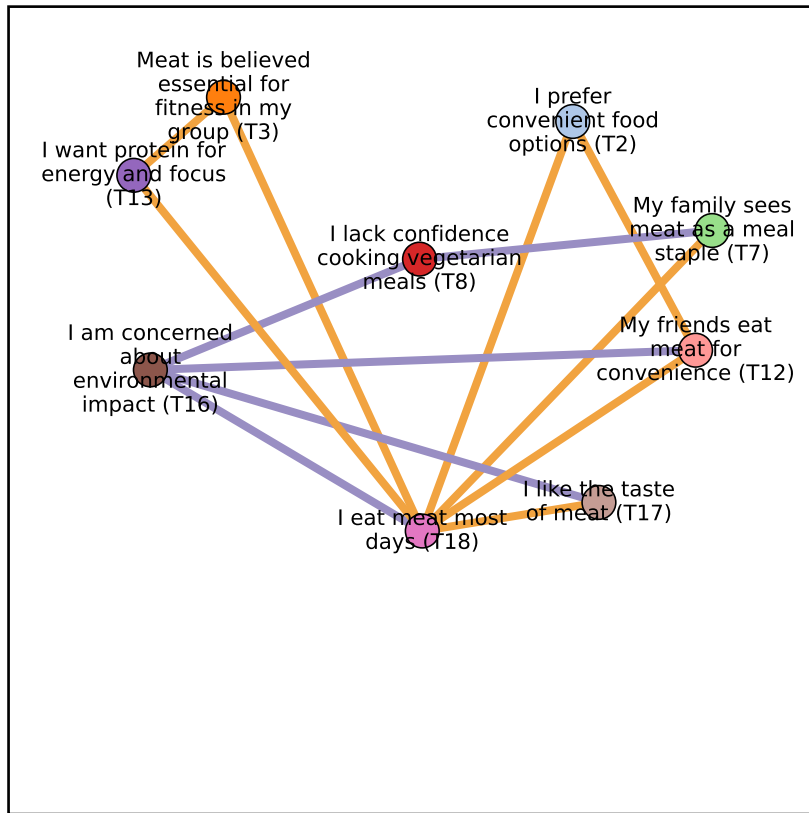 Meat is believed
essential for
fitness in my
group (T3)
I prefer
convenient food
options (T2)
I want protein for
energy and focus
(T13)
My family sees
meat as a meal
staple (T7)
I lack confidence
cooking vegetarian
meals (T8)
I am concerned
about
environmental
impact (T16)
My friends eat
meat for
convenience (T12)
I like the taste
of meat (T17)
I eat meat most
days (T18)